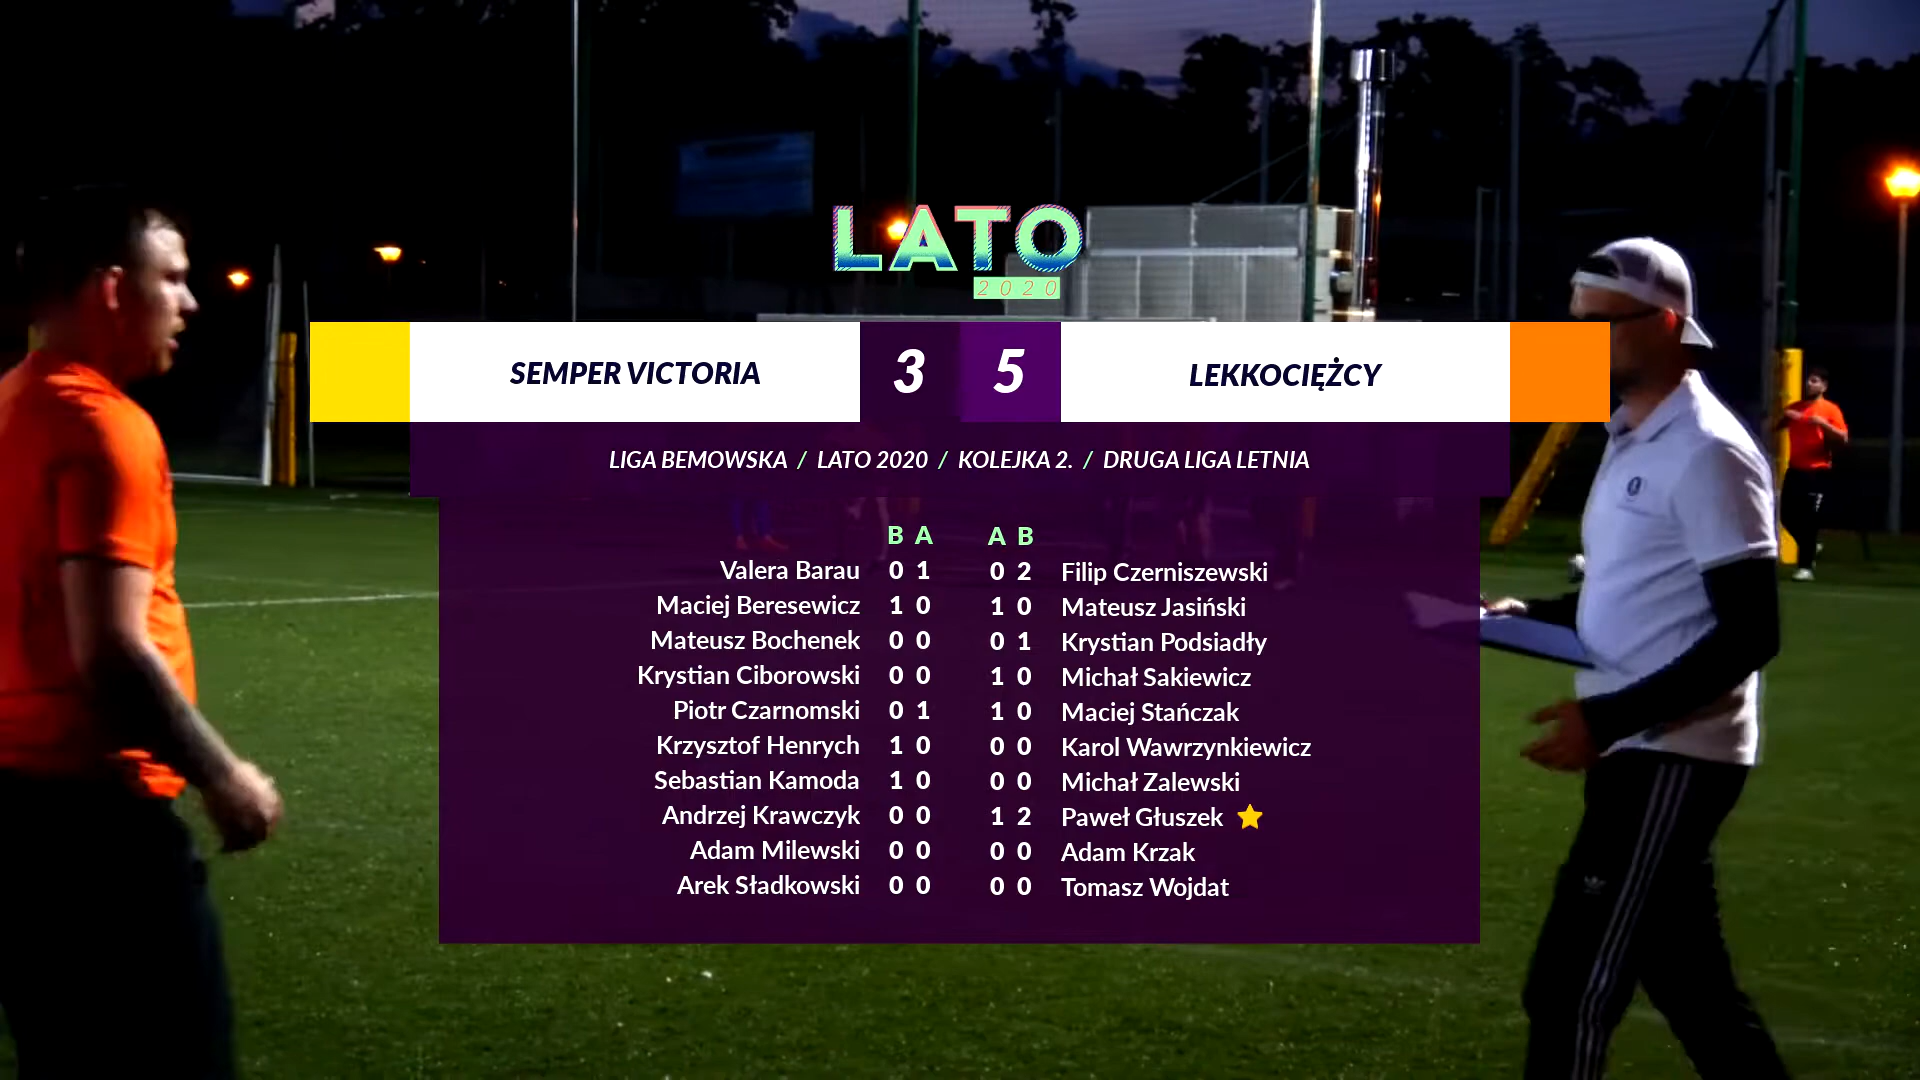 LATO
2020
SEMPER VICTORIA 3 5 LEKKOCIĘŻCY
LIGA BEMOWSKA / LATO 2020 / KOLEJKA 2. / DRUGA LIGA LETNIA
B A A B
Valera Barau 0 1 0 2 Filip Czerniszewski
Maciej Beresewicz 1 0 1 0 Mateusz Jasiński
Mateusz Bochenek 0 0 0 1 Krystian Podsiadły
Krystian Ciborowski 0 0 1 0 Michał Sakiewicz
Piotr Czarnomski 0 1 1 0 Maciej Stańczak
Krzysztof Henrych 1 0 0 0 Karol Wawrzynkiewicz
Sebastian Kamoda 1 0 0 0 Michał Zalewski
Andrzej Krawczyk 0 0 1 2 Paweł Głuszek
Adam Milewski 0 0 0 0 Adam Krzak
Arek Sładkowski 0 0 0 0 Tomasz Wojdat